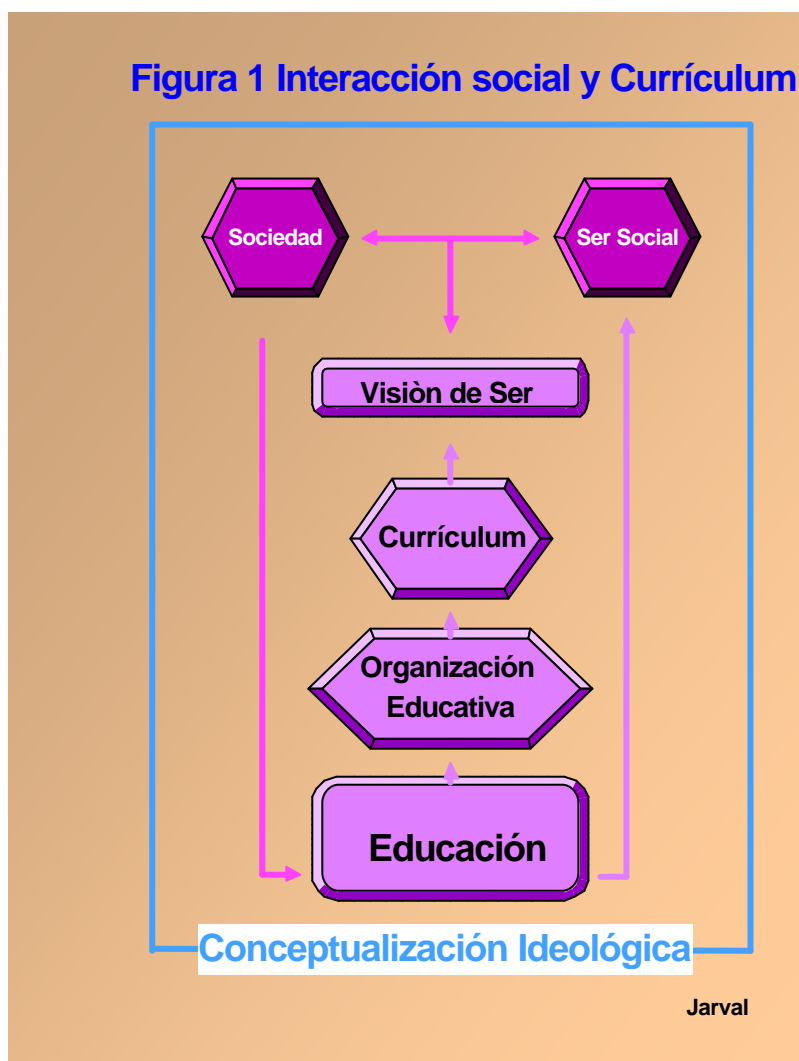 Figura 1 Interacción social y Currículum
Sociedad
Ser Social
Visiòn de Ser
Currículum
Organización
Educativa
Educación
Conceptualización Ideológica
Jarval